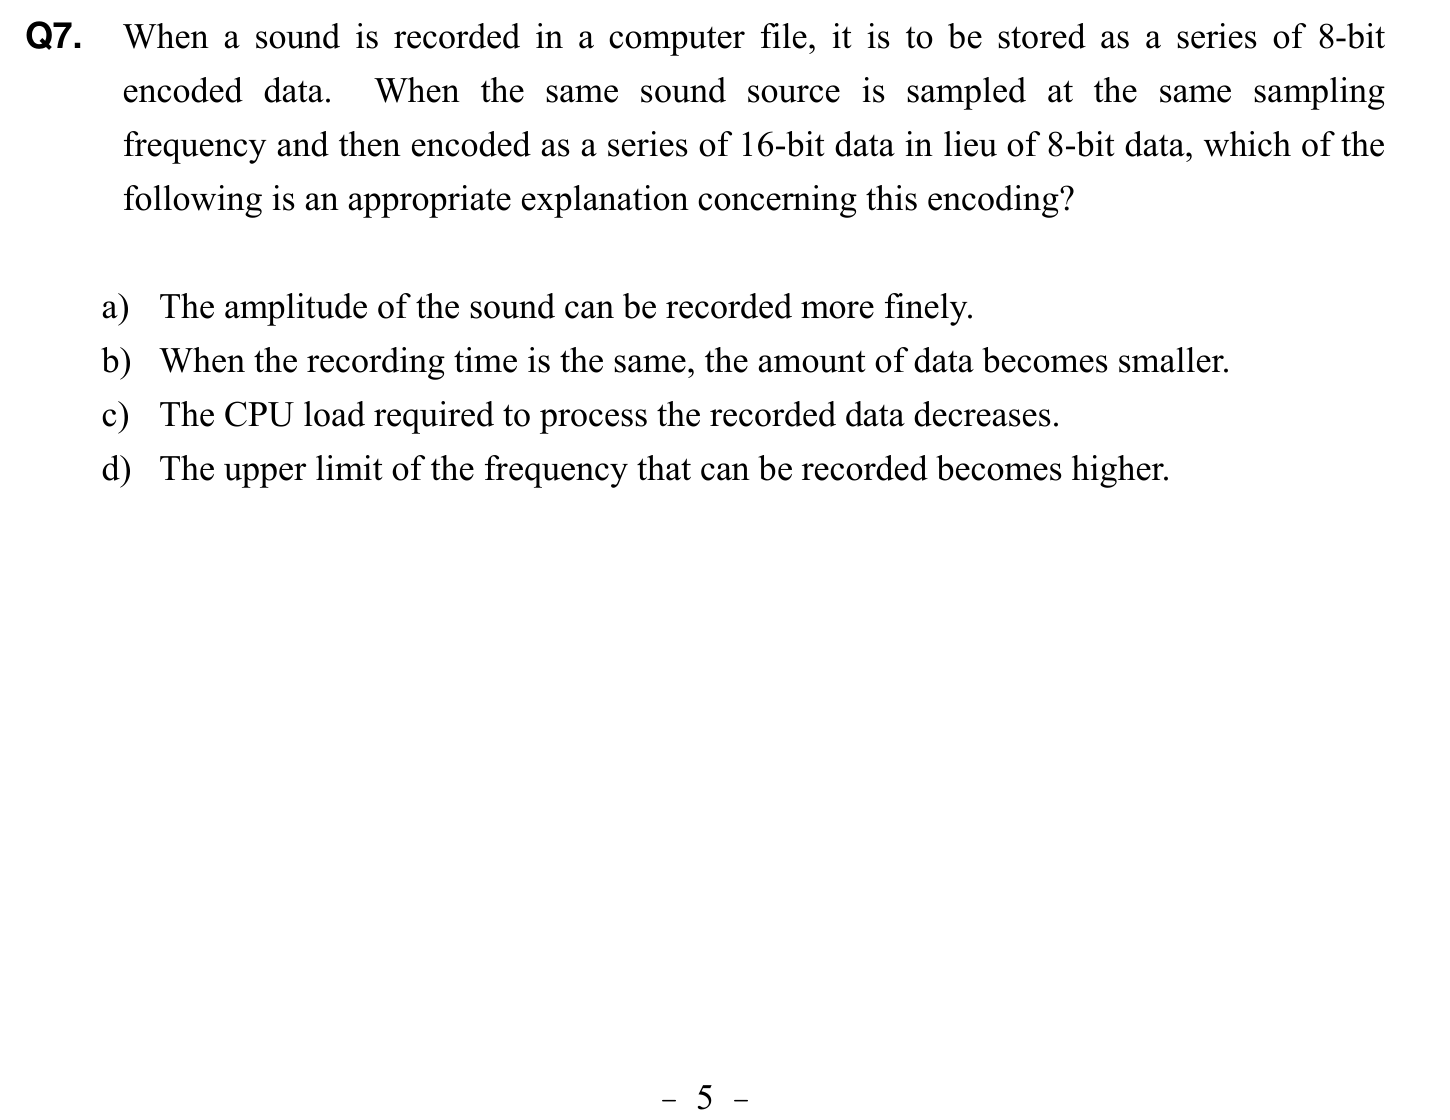 Q7. When a sound is recorded in a computer file, it is to be stored as a series of 8-bit
encoded data. When the same sound source is sampled at the same sampling
frequency and then encoded as a series of 16-bit data in lieu of 8-bit data, which of the
following is an appropriate explanation concerning this encoding?
a) The amplitude of the sound can be recorded more finely.
b) When the recording time is the same, the amount of data becomes smaller.
c) The CPU load required to process the recorded data decreases.
d) The upper limit of the frequency that can be recorded becomes higher.
– 5 –